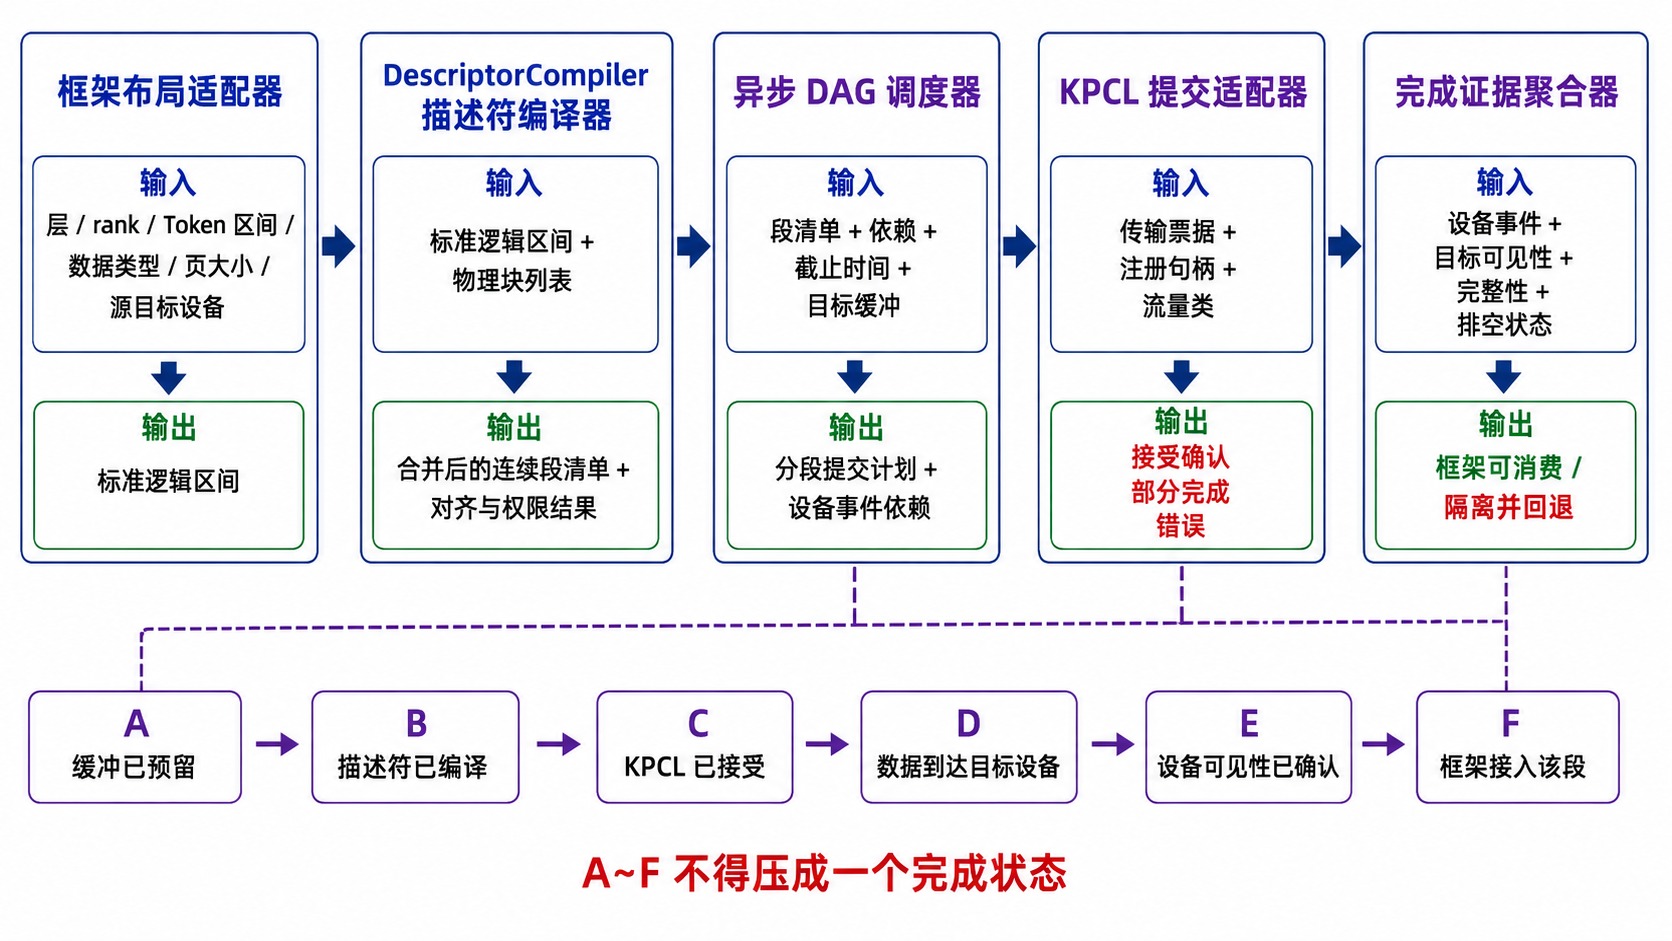 框架布局适配器
输入
层 / rank / Token 区间 /
数据类型 / 页大小 /
源目标设备
输出
标准逻辑区间
DescriptorCompiler
描述符编译器
输入
标准逻辑区间 +
物理块列表
输出
合并后的连续段清单 +
对齐与权限结果
异步 DAG 调度器
输入
段清单 + 依赖 +
截止时间 +
目标缓冲
输出
分段提交计划 +
设备事件依赖
KPCL 提交适配器
输入
传输票据 +
注册句柄 +
流量类
输出
接受确认
部分完成
错误
完成证据聚合器
输入
设备事件 +
目标可见性 +
完整性 +
排空状态
输出
框架可消费 /
隔离并回退
A
缓冲已预留
B
描述符已编译
C
KPCL 已接受
D
数据到达目标设备
E
设备可见性已确认
F
框架接入该段
A~F 不得压成一个完成状态